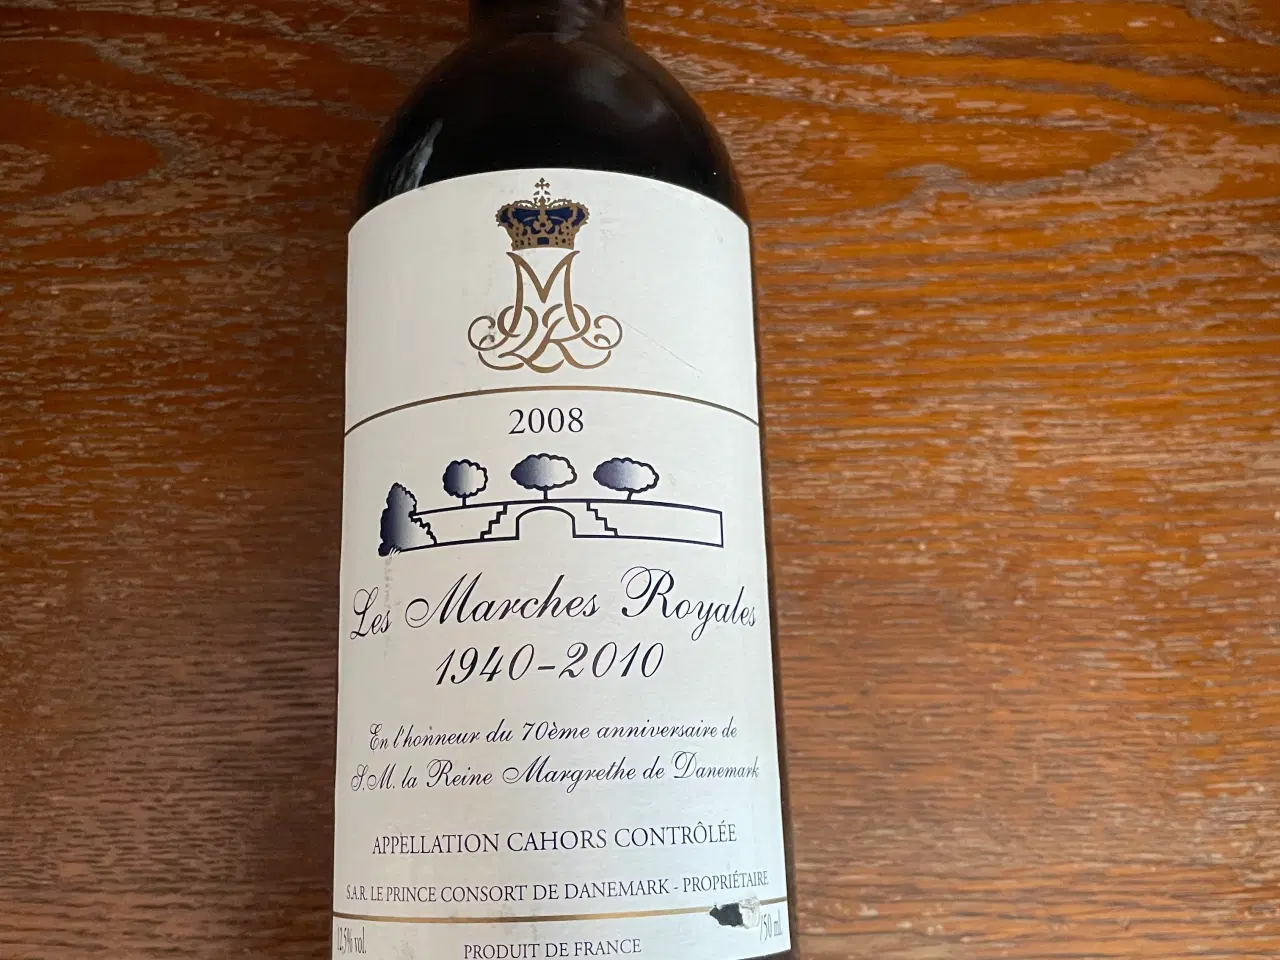 M2R
2008
Les Marches Royales
1940-2010
En l'honneur du 70ème anniversaire de
S.M. la Reine Margrethe de Danemark
APPELLATION CAHORS CONTRÔLÉE
S.A.R. LE PRINCE CONSORT DE DANEMARK - PROPRIÉTAIRE
12,5% vol.
750 ml.
PRODUIT DE FRANCE